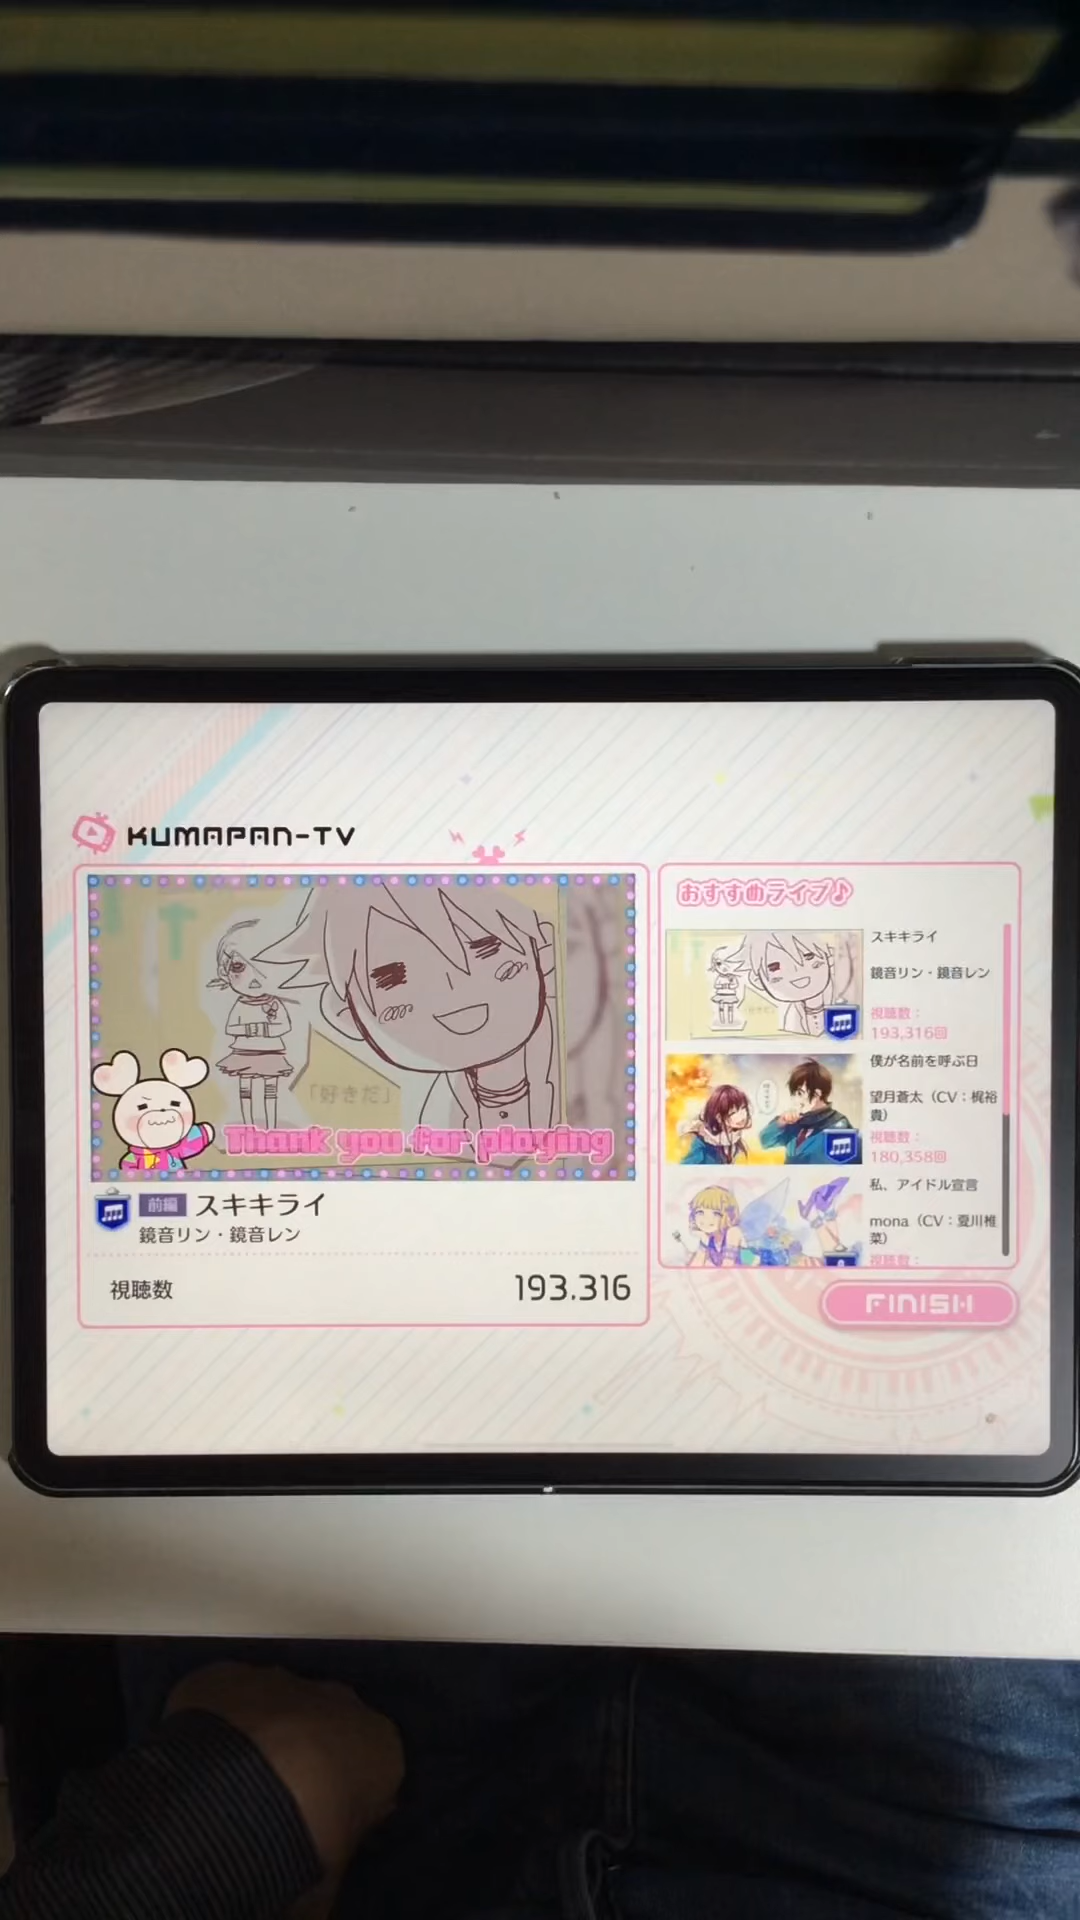 KUMAPAN-TV
「好きだ」
Thank you for playing
前編 スキキライ
鏡音リン・鏡音レン
視聴数 193.316
おすすめライブ♪
スキキライ
鏡音リン・鏡音レン
視聴数：
193,316回
僕が名前を呼ぶ日
望月蒼太（CV：梶裕
貴）
視聴数：
180,358回
私、アイドル宣言
mona（CV：夏川椎
菜）
視聴数：
FINISH